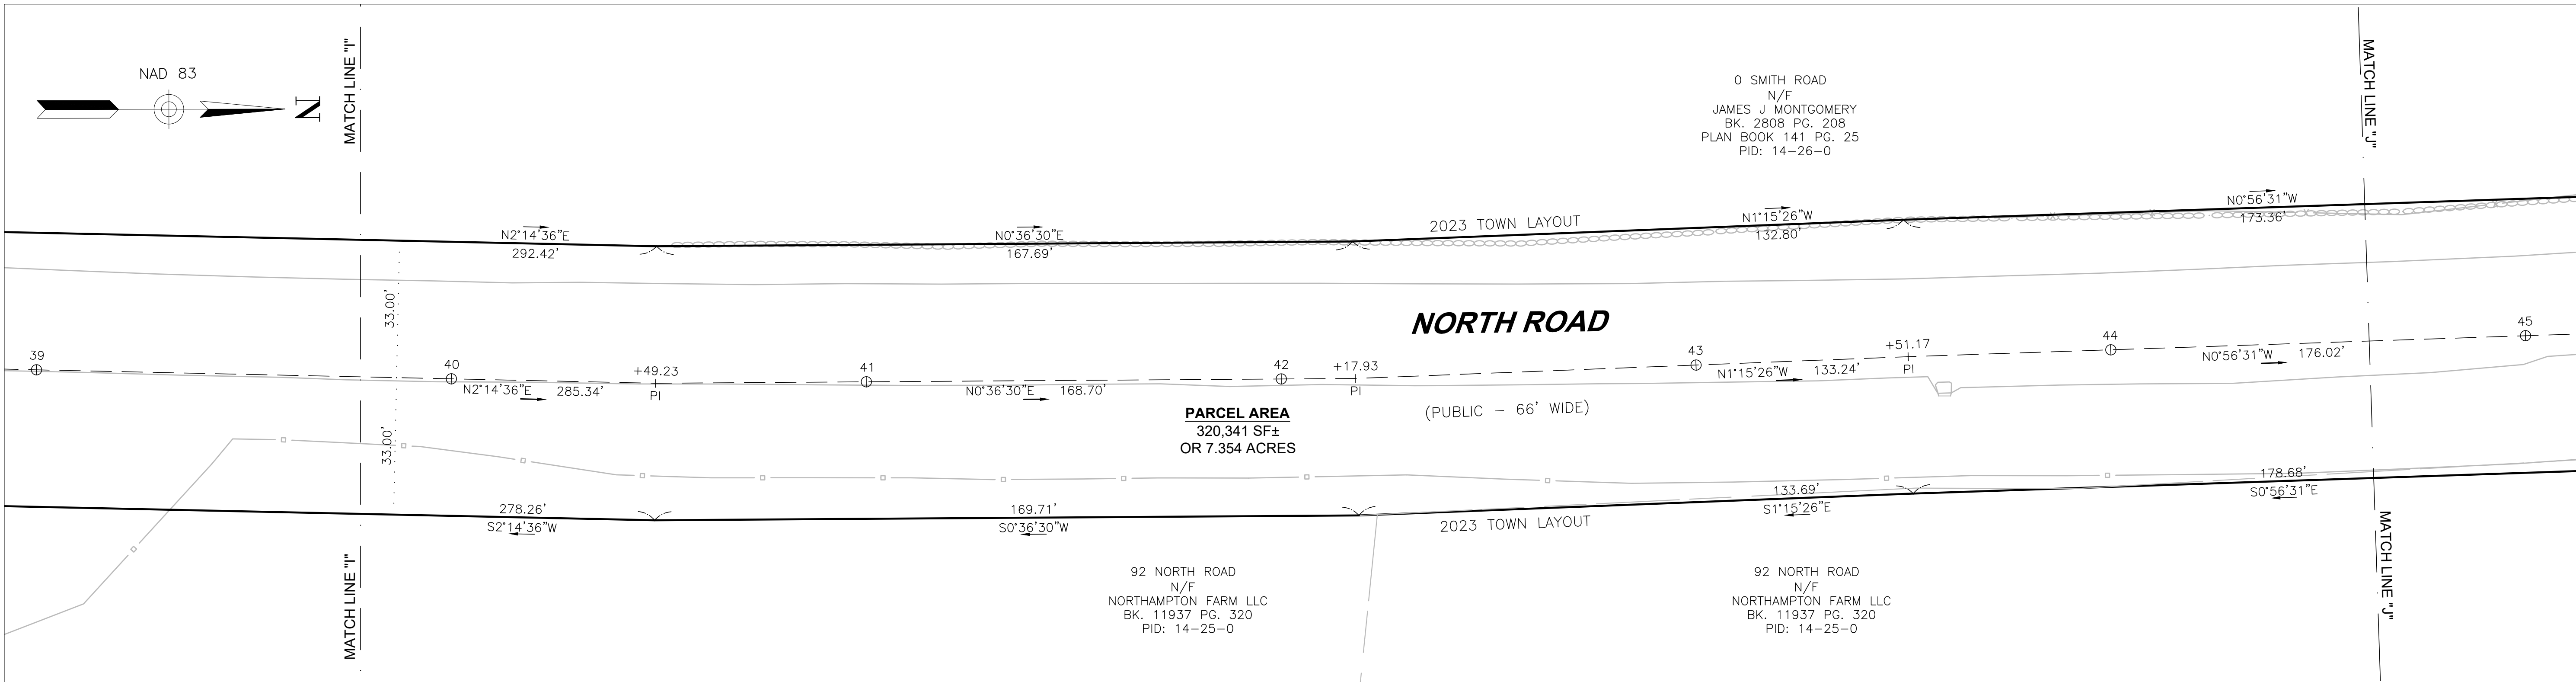 NAD 83
N
MATCH LINE "I"
0 SMITH ROAD
N/F
JAMES J MONTGOMERY
BK. 2808 PG. 208
PLAN BOOK 141 PG. 25
PID: 14-26-0
MATCH LINE "J"
N2°14'36"E
292.42'
N0°36'30"E
167.69'
2023 TOWN LAYOUT
N1°15'26"W
132.80'
N0°56'31"W
173.36'
33.00'
NORTH ROAD
39
40
+49.23
PI
41
42
+17.93
PI
43
+51.17
PI
44
45
N2°14'36"E 285.34'
N0°36'30"E 168.70'
N1°15'26"W 133.24'
N0°56'31"W 176.02'
PARCEL AREA
320,341 SF±
OR 7.354 ACRES
(PUBLIC - 66' WIDE)
33.00'
278.26'
S2°14'36"W
169.71'
S0°36'30"W
2023 TOWN LAYOUT
133.69'
S1°15'26"E
178.68'
S0°56'31"E
MATCH LINE "I"
92 NORTH ROAD
N/F
NORTHAMPTON FARM LLC
BK. 11937 PG. 320
PID: 14-25-0
92 NORTH ROAD
N/F
NORTHAMPTON FARM LLC
BK. 11937 PG. 320
PID: 14-25-0
MATCH LINE "J"